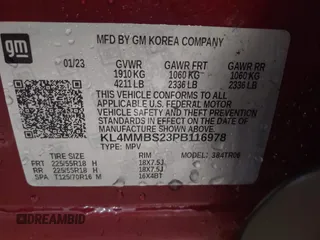 gm
MFD BY GM KOREA COMPANY
01/23 GVWR GAWR FRT GAWR RR
1910 KG 1060 KG 1060 KG
4211 LB 2336 LB 2336 LB
THIS VEHICLE CONFORMS TO ALL
APPLICABLE U.S. FEDERAL MOTOR VEHICLE
SAFETY AND THEFT PREVENTION STANDARDS
IN EFFECT ON THE DATE OF MANUFACTURE
SHOWN ABOVE.
KL4MMBS23PB116978
TYPE: MPV MODEL: 384TR06
TIRE SIZE RIM
FRT 225/55R18 H 18X7.5J
RR 225/55R18 H 18X7.5J
SPA T125/70R16 M 16X4BT